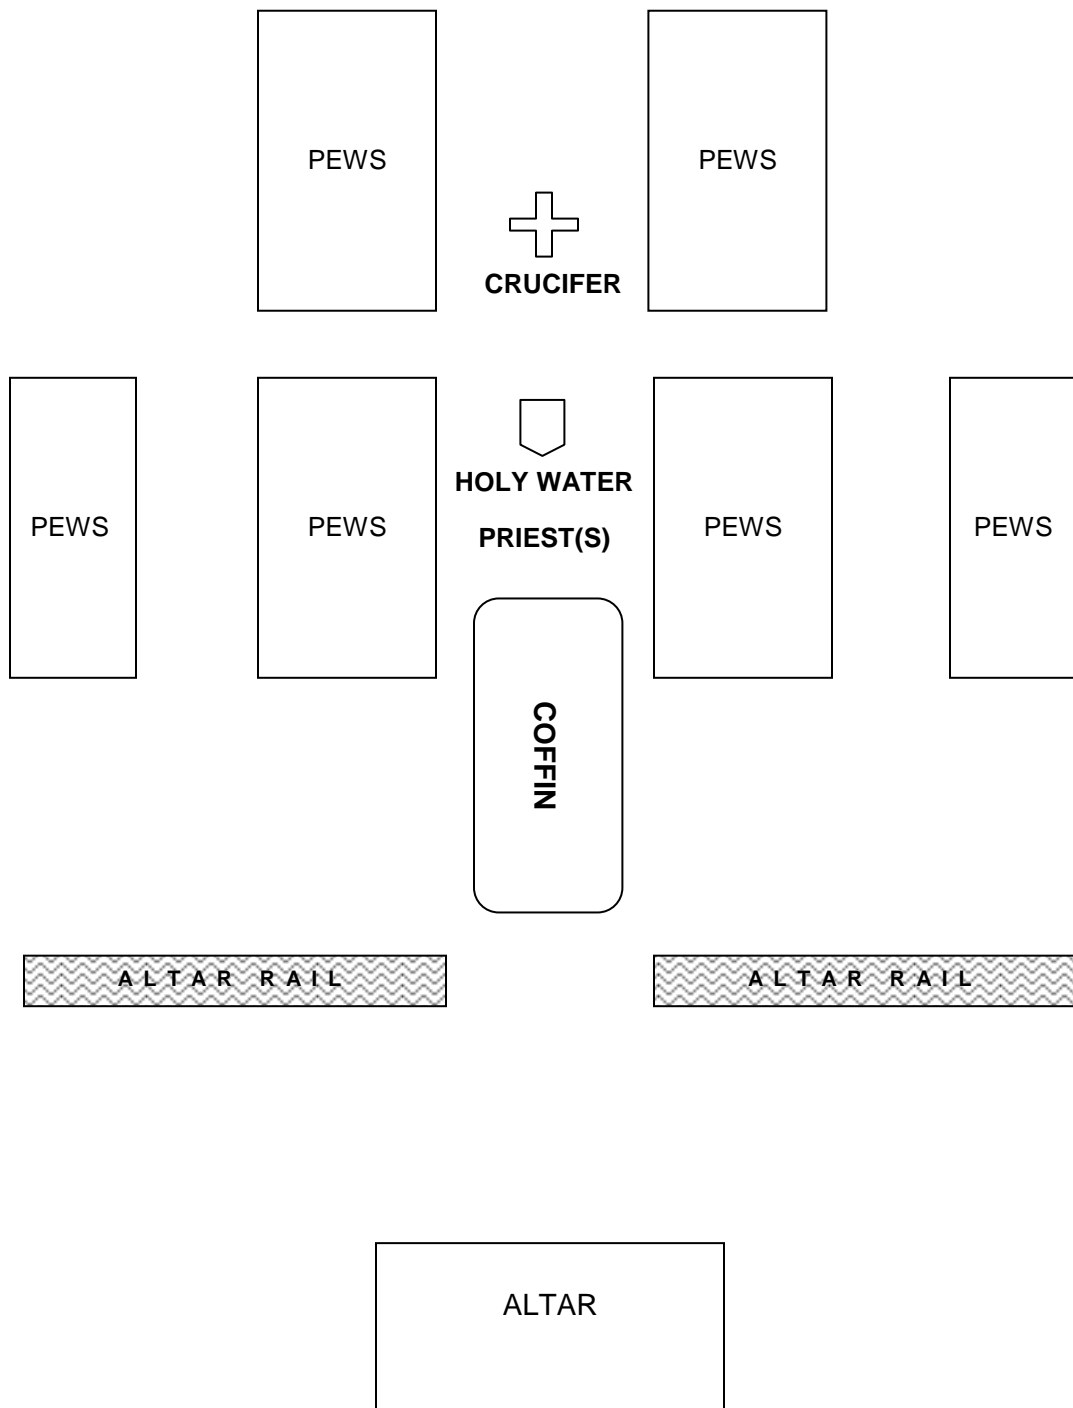 PEWS
PEWS
CRUCIFER
HOLY WATER
PEWS
PEWS
PRIEST(S)
PEWS
PEWS
COFFIN
ALTAR RAIL
ALTAR RAIL
ALTAR